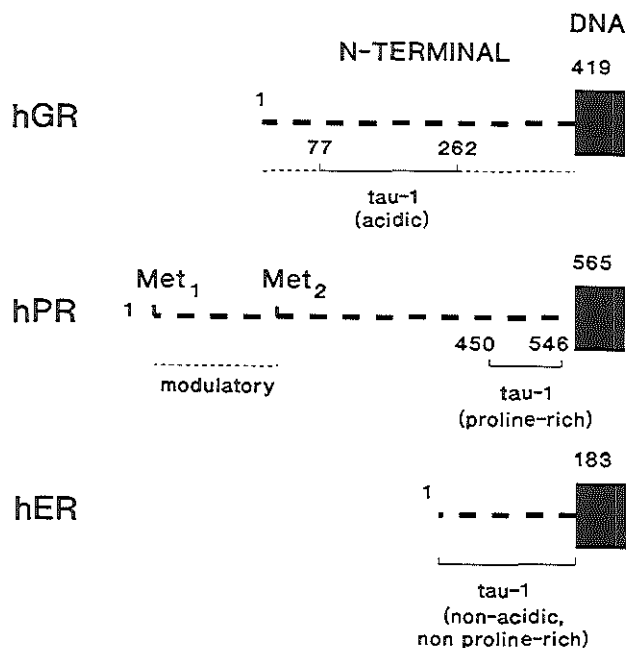 DNA
N-TERMINAL
419
hGR
1
77
262
tau-1
(acidic)
565
hPR
1
Met1
Met2
450
546
modulatory
tau-1
(proline-rich)
183
hER
1
tau-1
(non-acidic,
non proline-rich)